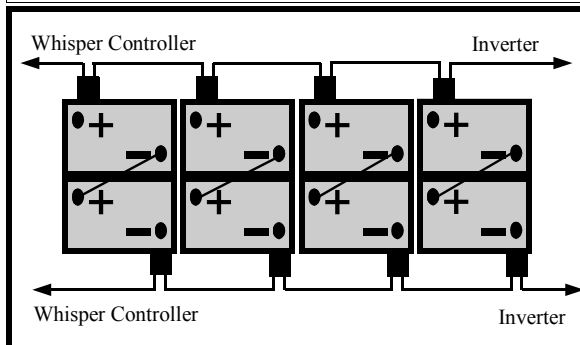 Whisper Controller
Inverter
+ + + +
- - - -
+ + + +
- - - -
Whisper Controller
Inverter